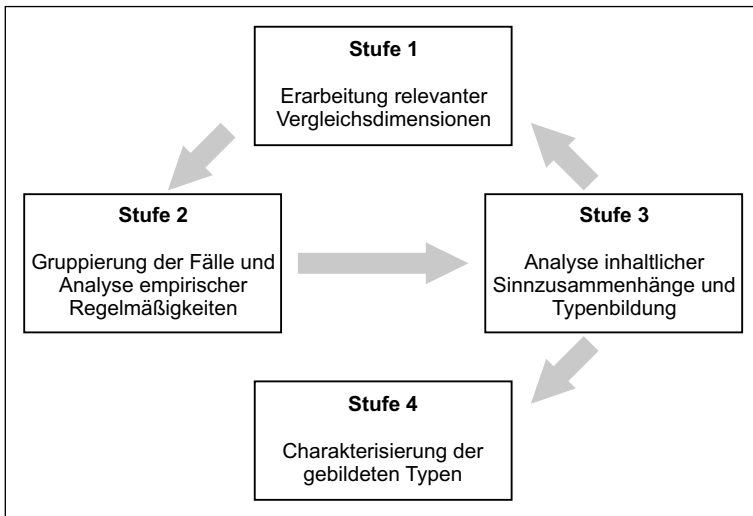 Stufe 1
Erarbeitung relevanter
Vergleichsdimensionen
Stufe 2
Gruppierung der Fälle und
Analyse empirischer
Regelmäßigkeiten
Stufe 3
Analyse inhaltlicher
Sinnzusammenhänge und
Typenbildung
Stufe 4
Charakterisierung der
gebildeten Typen